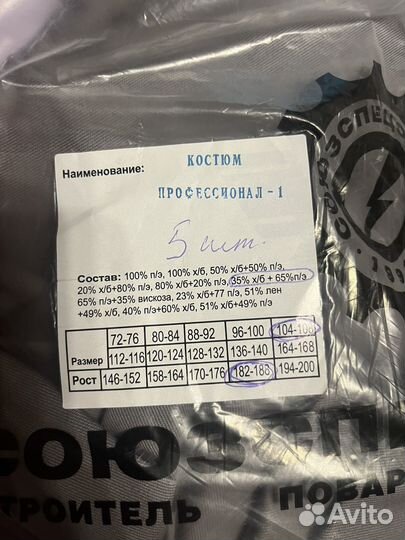 Наименование:
КОСТЮМ
ПРОФЕССИОНАЛ - 1
5 шт.
Состав: 100% п/э, 100% х/б, 50% х/б+50% п/э,
20% х/б+80% п/э, 80% х/б+20% п/э, 35% х/б + 65%п/э
65% п/э+35% вискоза, 23% х/б+77 п/э, 51% лен
+49% х/б, 40% п/э+60% х/б, 51% х/б+49% п/э
72-76 80-84 88-92 96-100 104-108
Размер 112-116 120-124 128-132 136-140 164-168
Рост 146-152 158-164 170-176 182-188 194-200
СОЮЗСПЕЦО
СОЮЗСПЕ
ТРОИТЕЛЬ ПОВАР
Avito